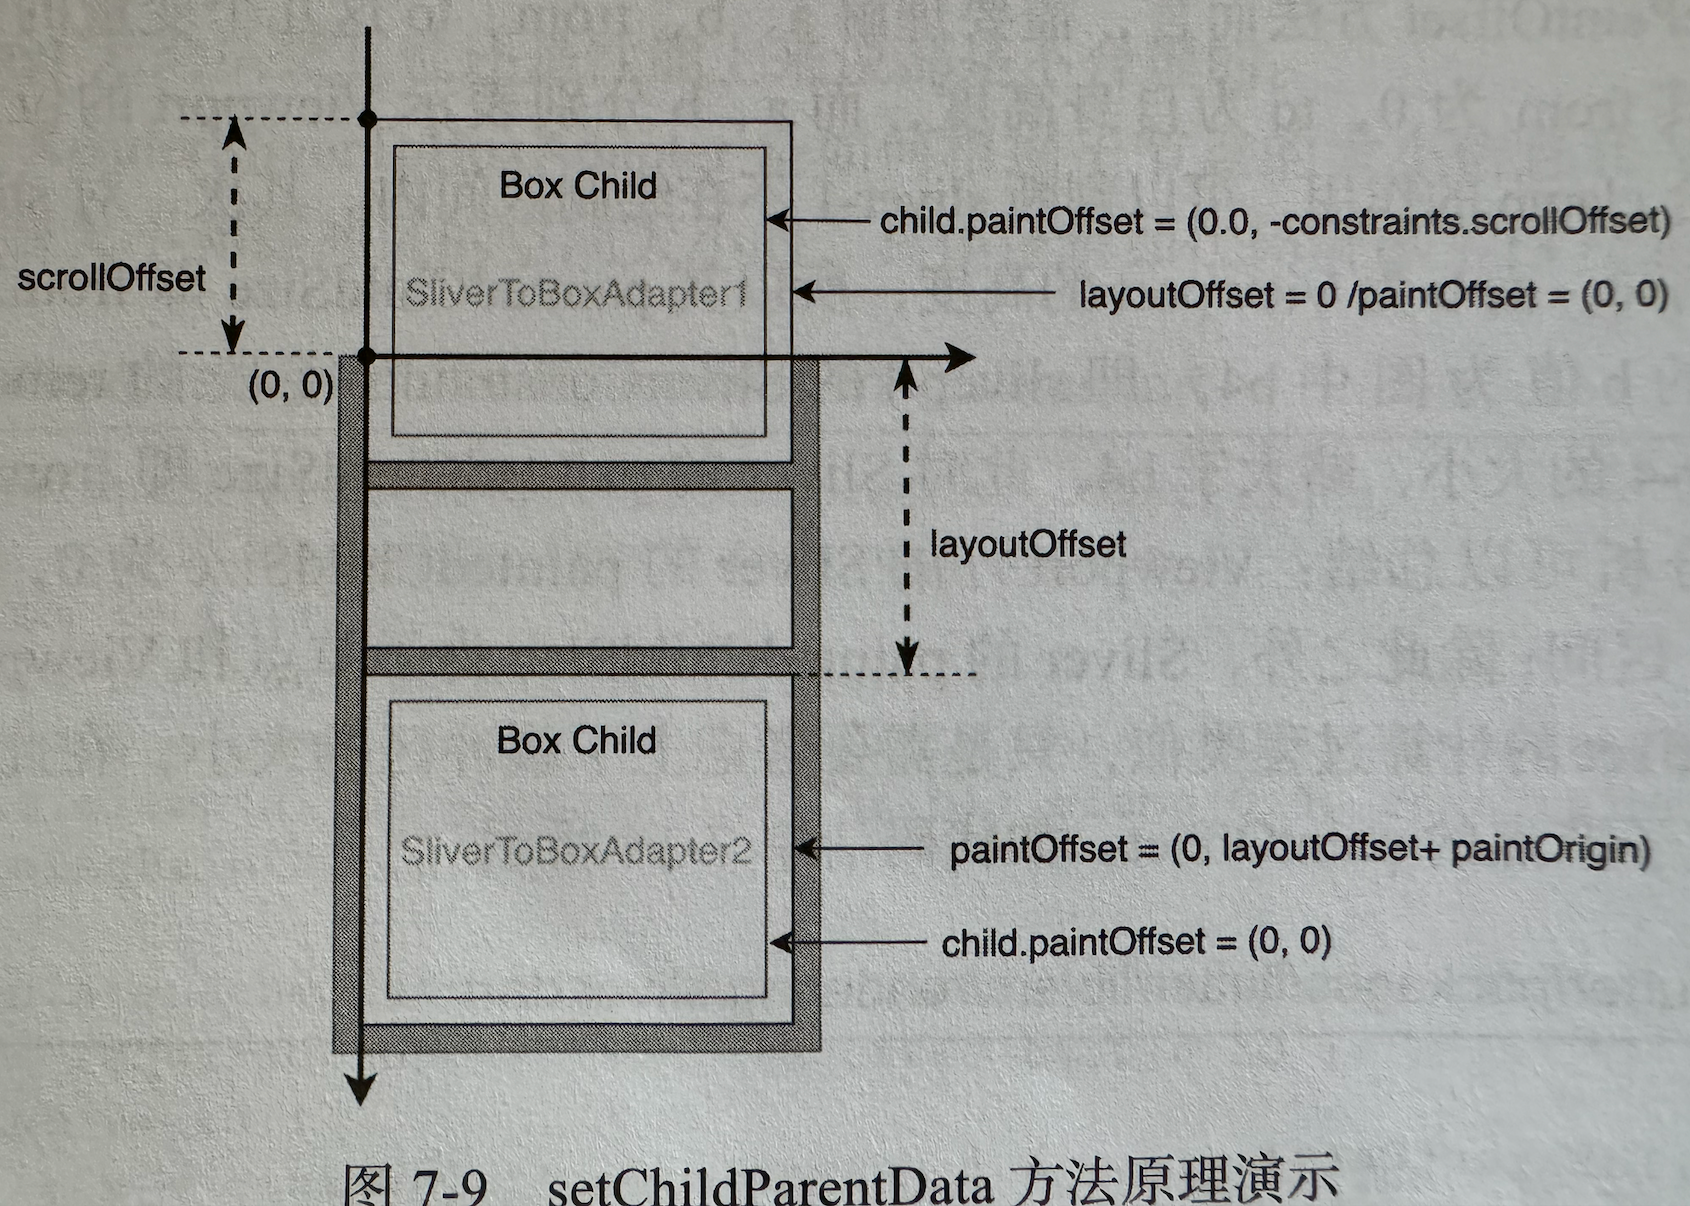 Box Child
child.paintOffset = (0.0, -constraints.scrollOffset)
scrollOffset
SliverToBoxAdapter1
layoutOffset = 0 /paintOffset = (0, 0)
(0, 0)
layoutOffset
Box Child
SliverToBoxAdapter2
paintOffset = (0, layoutOffset+ paintOrigin)
child.paintOffset = (0, 0)
图 7-9 setChildParentData 方法原理演示